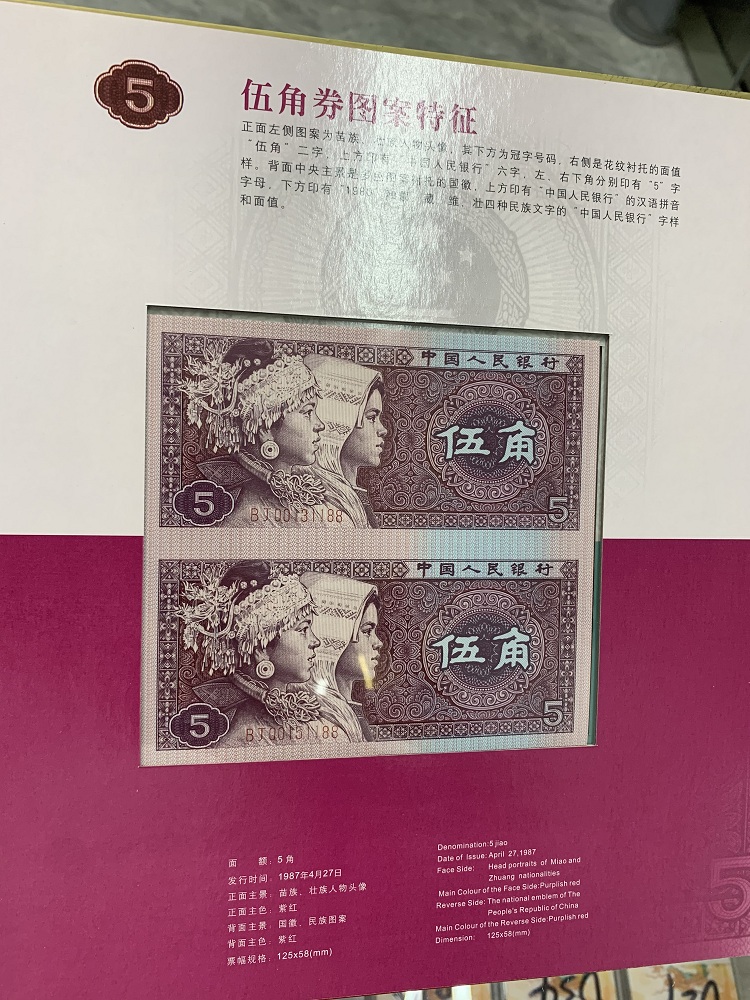 5
伍角券图案特征
正面左侧图案为苗族、 人物头像，其下方为冠字号码，右侧是花纹衬托的面值
“伍角”二字，上方印有“中国人民银行”六字，左、右下角分别印有“5”字
样。背面中央主景是 的国徽，上方印有“中国人民银行”的汉语拼音
字母，下方印有“198 藏、维、壮四种民族文字的“中国人民银行”字样
和面值。
中国人民银行
伍角
5
BJ00131188
5
中国人民银行
伍角
5
5
面 额：5角
发行时间：1987年4月27日
正面主景：苗族、壮族人物头像
正面主色：紫红
背面主景：国徽、民族图案
背面主色：紫红
票幅规格：125x58(mm)
Denomination:5 jiao
Date of Issue:April 27,1987
Face Side: Head portraits of Miao and
Zhuang nationalities
Main Colour of the Face Side:Purplish red
Reverse Side: The national emblem of The
People's Republic of China
Main Colour of the Reverse Side:Purplish red
Dimension: 125x58(mm)
5